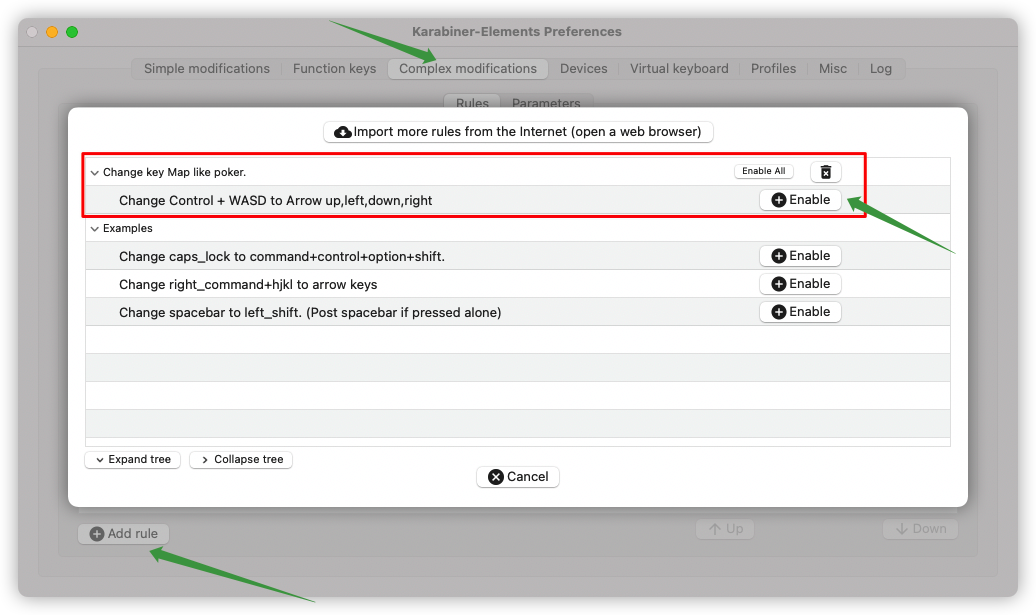 Karabiner-Elements Preferences
Simple modifications Function keys Complex modifications Devices Virtual keyboard Profiles Misc Log
Rules Parameters
Import more rules from the Internet (open a web browser)
Change key Map like poker. Enable All
Change Control + WASD to Arrow up,left,down,right Enable
Examples
Change caps_lock to command+control+option+shift. Enable
Change right_command+hjkl to arrow keys Enable
Change spacebar to left_shift. (Post spacebar if pressed alone) Enable
Expand tree Collapse tree
Cancel
Add rule Up Down